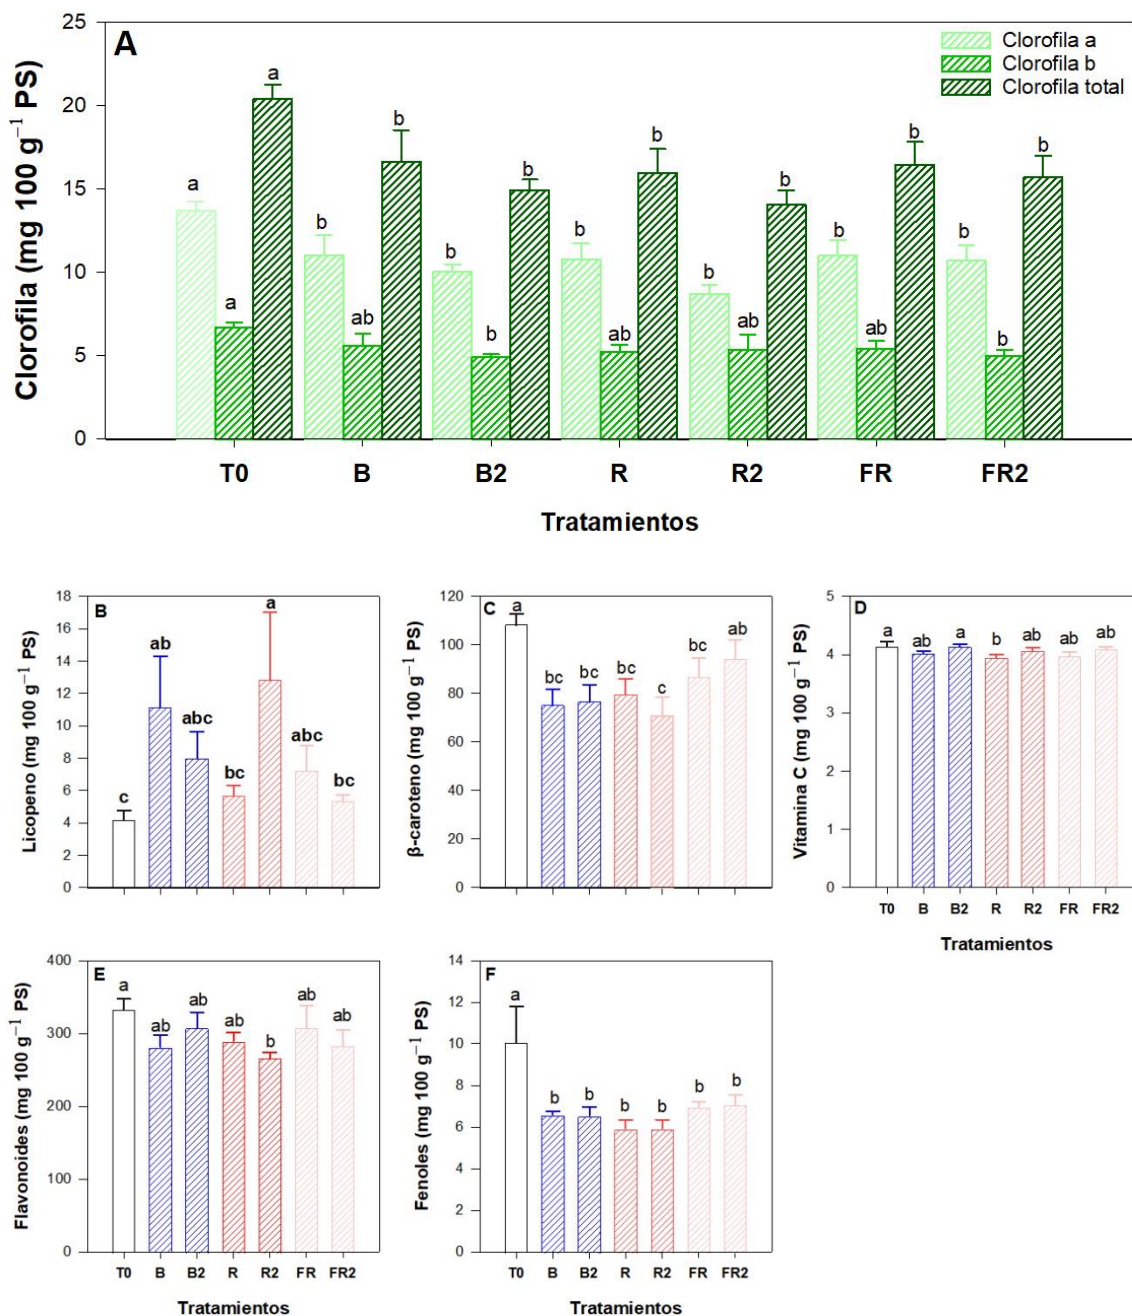 A
Clorofila a
Clorofila b
Clorofila total
Clorofila (mg 100 g⁻¹ PS)
25
20
15
10
5
0
a a a
b ab b
b b b
b ab b
b ab b
b ab b
b b b
T0 B B2 R R2 FR FR2
Tratamientos
B
Licopeno (mg 100 g⁻¹ PS)
18
16
14
12
10
8
6
4
2
0
c ab abc bc a abc bc
C
β-caroteno (mg 100 g⁻¹ PS)
120
100
80
60
40
20
0
a bc bc bc c bc ab
D
Vitamina C (mg 100 g⁻¹ PS)
5
4
3
2
1
0
a ab a b ab ab ab
T0 B B2 R R2 FR FR2
Tratamientos
E
Flavonoides (mg 100 g⁻¹ PS)
400
300
200
100
0
a ab ab ab b ab ab
T0 B B2 R R2 FR FR2
Tratamientos
F
Fenoles (mg 100 g⁻¹ PS)
14
12
10
8
6
4
2
0
a b b b b b b
T0 B B2 R R2 FR FR2
Tratamientos